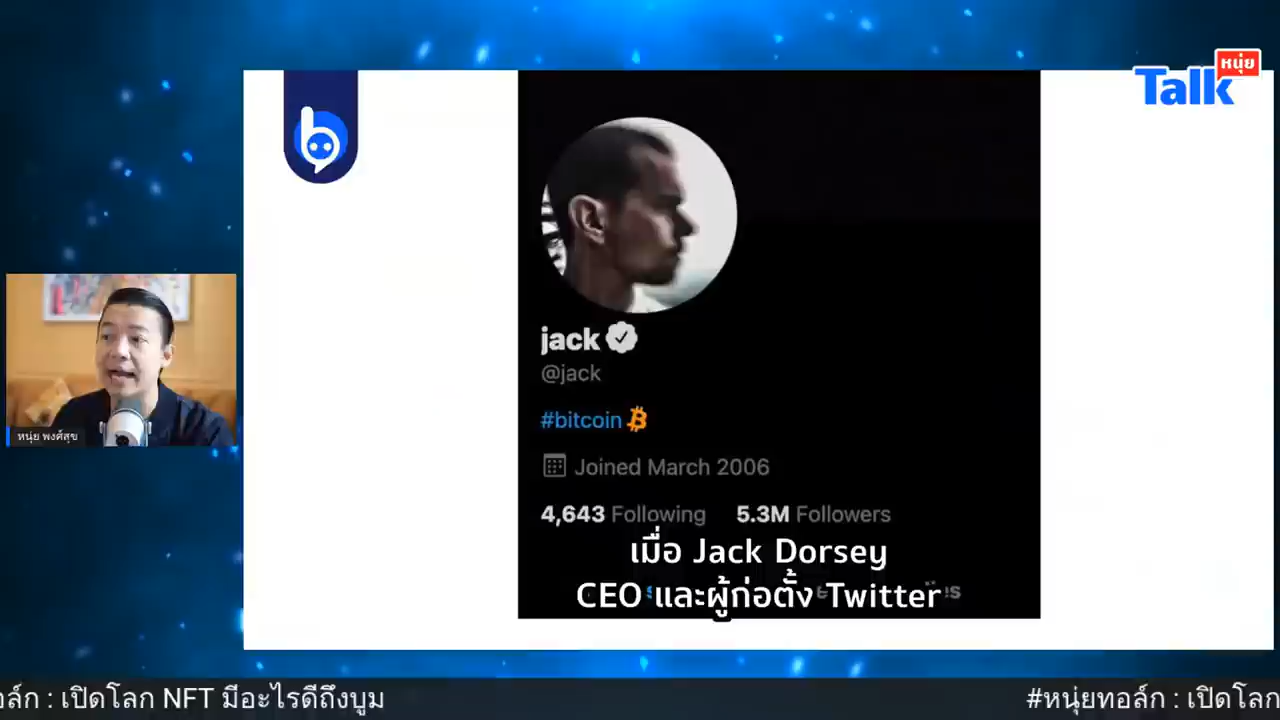 หนุ่ย
Talk
jack
@jack
#bitcoin
Joined March 2006
4,643 Following 5.3M Followers
เมื่อ Jack Dorsey
CEO และผู้ก่อตั้ง Twitter
หนุ่ย พงศ์สุข
อล์ก : เปิดโลก NFT มีอะไรดีถึงบูม
#หนุ่ยทอล์ก : เปิดโลก